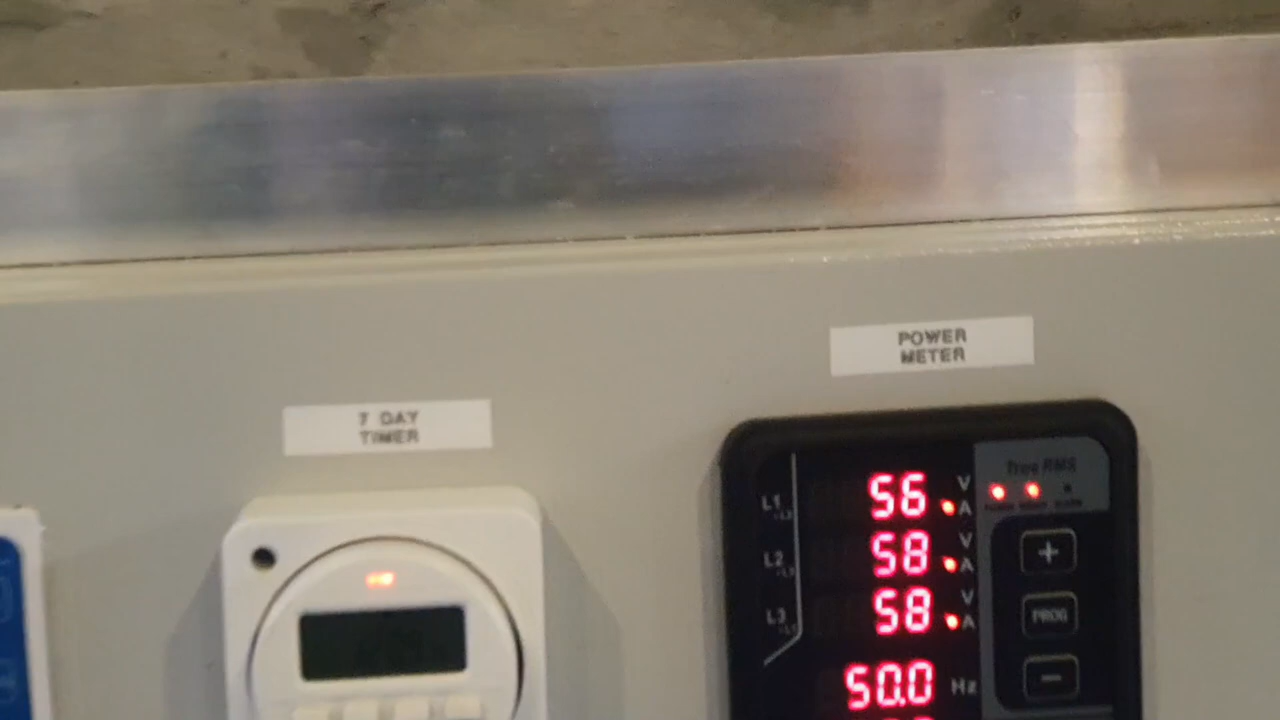 POWER
METER
7 DAY
TIMER
True RMS
L1
56
V
A
L2
58
V
A
L3
58
V
A
50.0 Hz
+
PROG
-